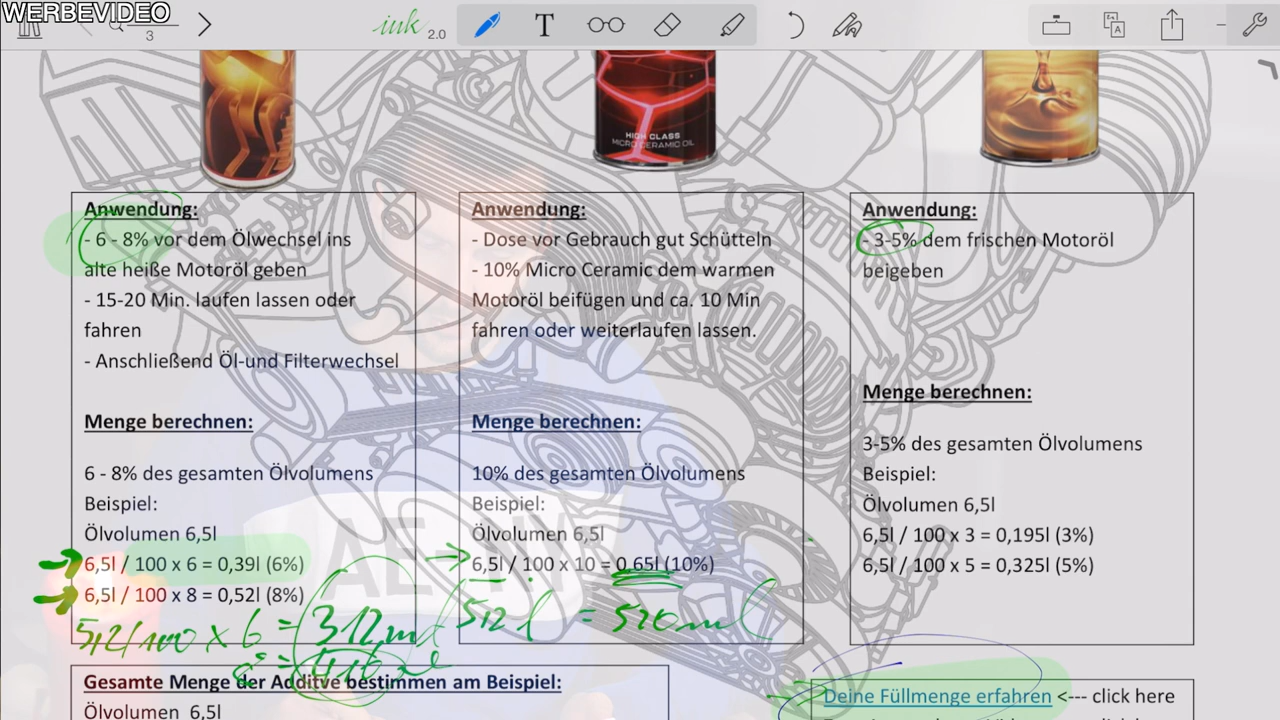 WERBEVIDEO
3
ink 2.0
T
HIGH CLASS
MICRO CERAMIC OIL
Anwendung:
- 6 - 8% vor dem Ölwechsel ins
alte heiße Motoröl geben
- 15-20 Min. laufen lassen oder
fahren
- Anschließend Öl-und Filterwechsel
Menge berechnen:
6 - 8% des gesamten Ölvolumens
Beispiel:
Ölvolumen 6,5l
6,5l / 100 x 6 = 0,39l (6%)
6,5l / 100 x 8 = 0,52l (8%)
Anwendung:
- Dose vor Gebrauch gut Schütteln
- 10% Micro Ceramic dem warmen
Motoröl beifügen und ca. 10 Min
fahren oder weiterlaufen lassen.
Menge berechnen:
10% des gesamten Ölvolumens
Beispiel:
Ölvolumen 6,5l
6,5l / 100 x 10 = 0,65l (10%)
5,2 l = 520ml
Anwendung:
- 3-5% dem frischen Motoröl
beigeben
Menge berechnen:
3-5% des gesamten Ölvolumens
Beispiel:
Ölvolumen 6,5l
6,5l / 100 x 3 = 0,195l (3%)
6,5l / 100 x 5 = 0,325l (5%)
5,2/100 x 6 = 312ml
8 = 416
Gesamte Menge der Additve bestimmen am Beispiel:
Ölvolumen 6,5l
Deine Füllmenge erfahren <--- click here